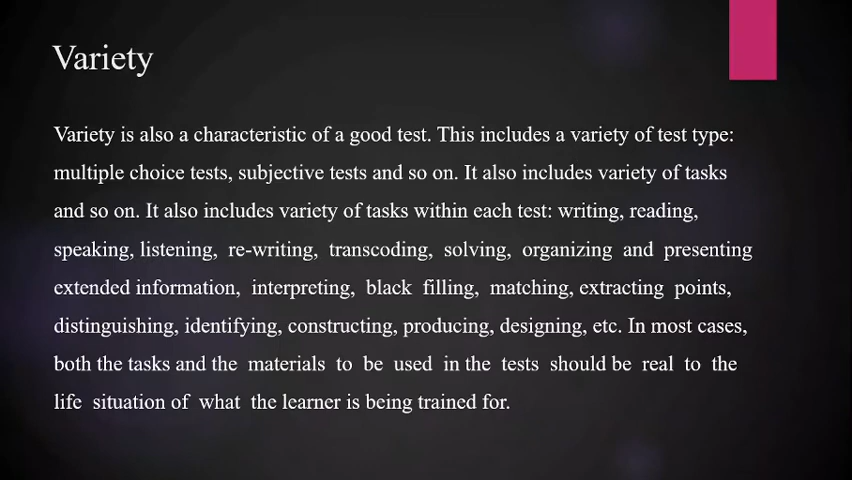 Variety
Variety is also a characteristic of a good test. This includes a variety of test type:
multiple choice tests, subjective tests and so on. It also includes variety of tasks
and so on. It also includes variety of tasks within each test: writing, reading,
speaking, listening, re-writing, transcoding, solving, organizing and presenting
extended information, interpreting, black filling, matching, extracting points,
distinguishing, identifying, constructing, producing, designing, etc. In most cases,
both the tasks and the materials to be used in the tests should be real to the
life situation of what the learner is being trained for.